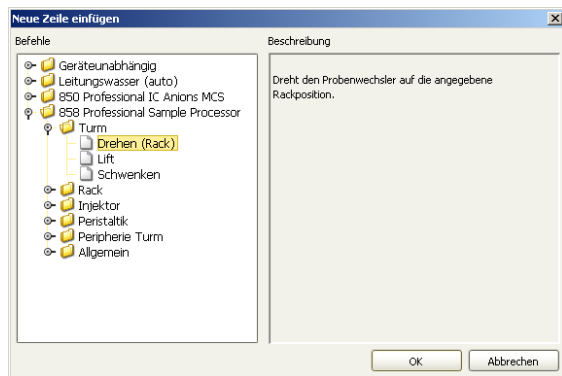 Neue Zeile einfügen
Befehle
Beschreibung
Geräteunabhängig
Leitungswasser (auto)
850 Professional IC Anions MCS
858 Professional Sample Processor
Turm
Drehen (Rack)
Lift
Schwenken
Rack
Injektor
Peristaltik
Peripherie Turm
Allgemein
Dreht den Probenwechsler auf die angegebene
Rackposition.
OK
Abbrechen